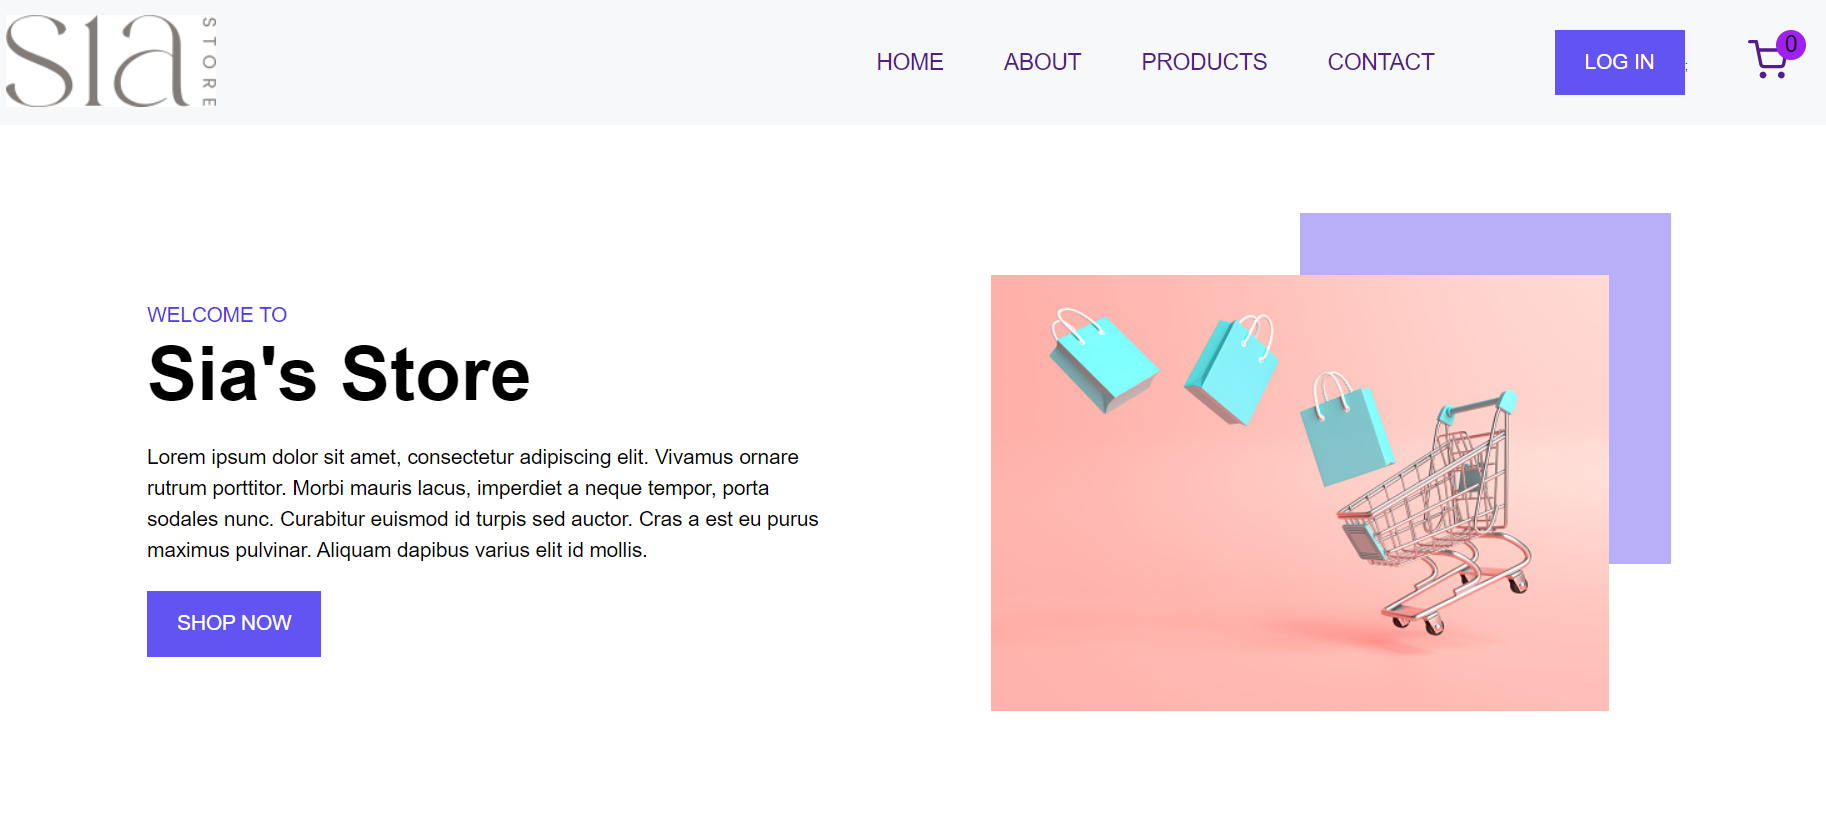 sia
STORE
HOME
ABOUT
PRODUCTS
CONTACT
LOG IN
;
0
WELCOME TO
Sia's Store
Lorem ipsum dolor sit amet, consectetur adipiscing elit. Vivamus ornare
rutrum porttitor. Morbi mauris lacus, imperdiet a neque tempor, porta
sodales nunc. Curabitur euismod id turpis sed auctor. Cras a est eu purus
maximus pulvinar. Aliquam dapibus varius elit id mollis.
SHOP NOW